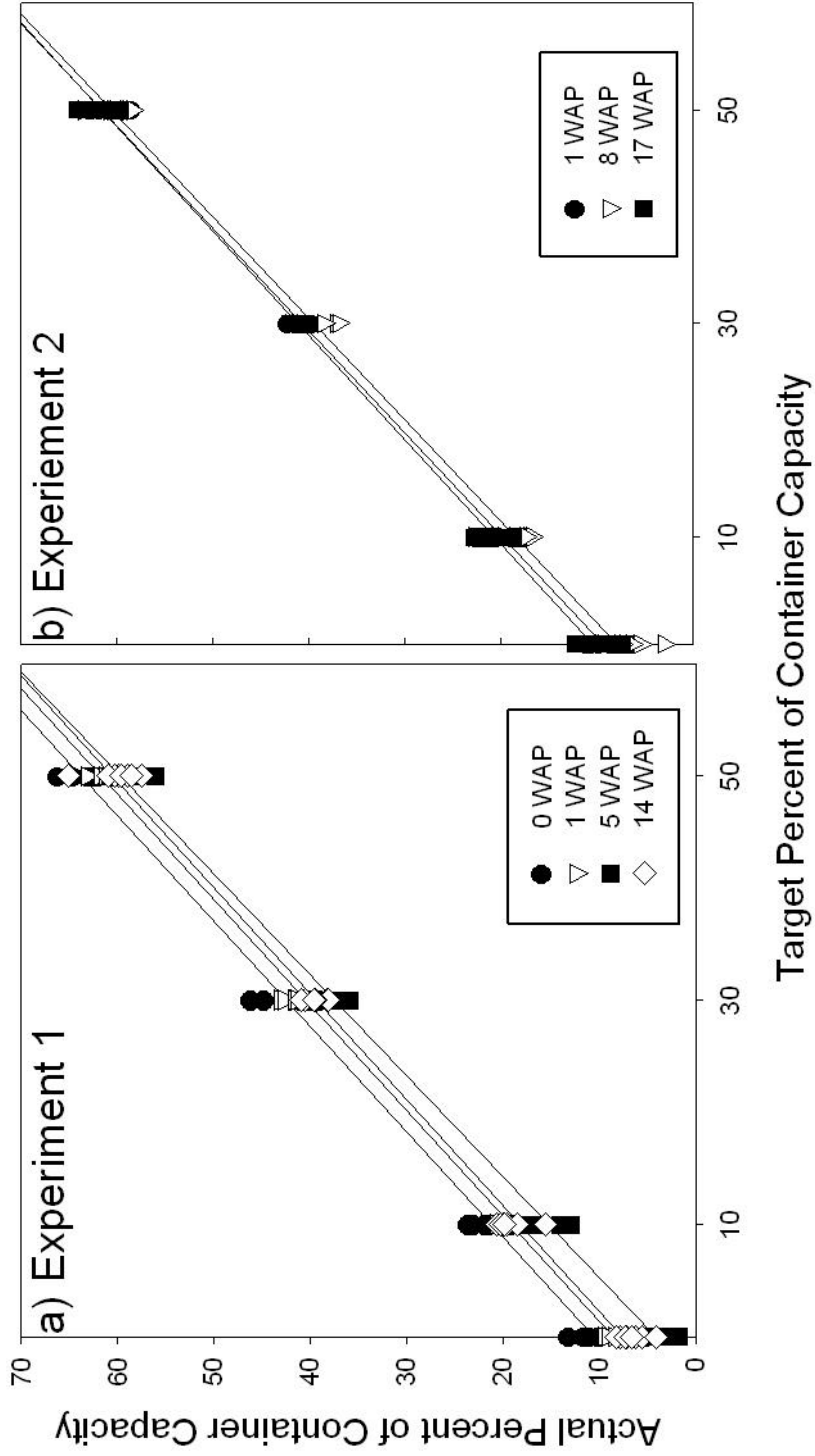 a) Experiment 1
70
60
50
40
30
20
10
0
Actual Percent of Container Capacity
0 WAP
1 WAP
5 WAP
14 WAP
10
30
50
b) Experiement 2
1 WAP
8 WAP
17 WAP
10
30
50
Target Percent of Container Capacity